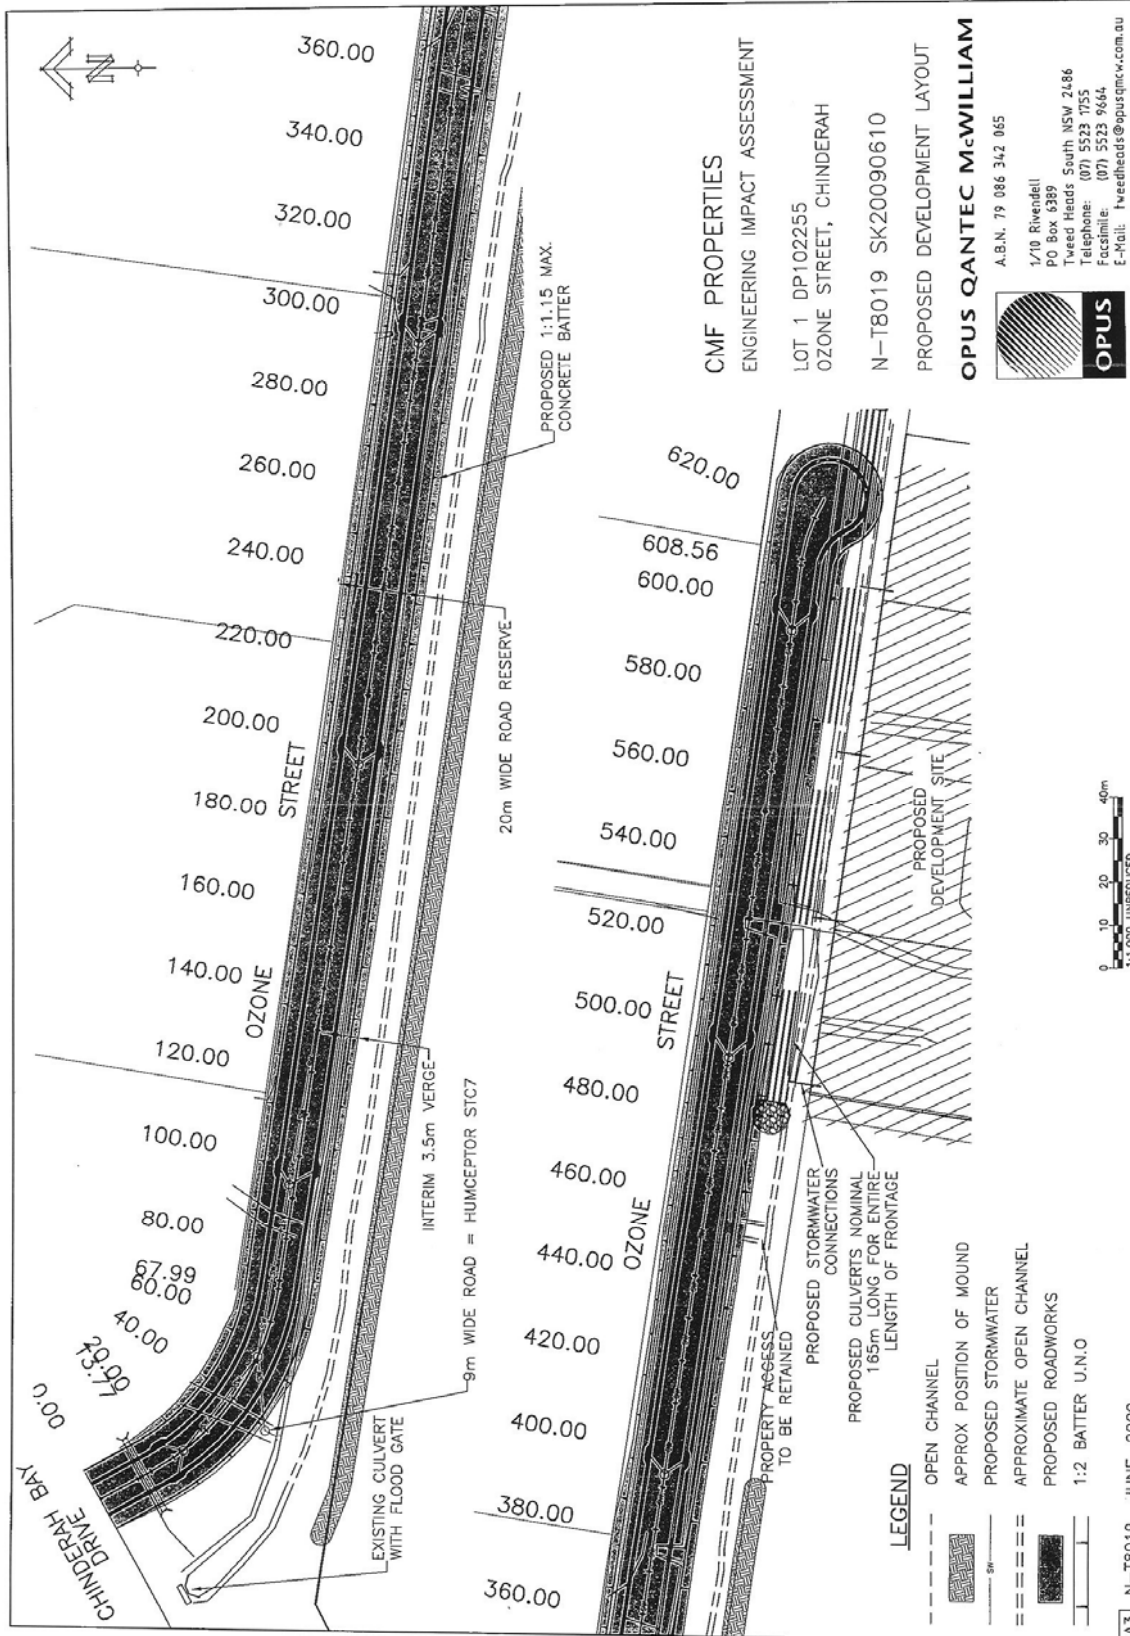 N
CHINDERAH BAY
DRIVE
0.00
13.77
20.00
40.00
60.00
67.99
80.00
100.00
120.00
140.00
160.00
180.00
200.00
220.00
240.00
260.00
280.00
300.00
320.00
340.00
360.00
OZONE
STREET
EXISTING CULVERT
WITH FLOOD GATE
9m WIDE ROAD = HUMCEPTOR STC7
INTERIM 3.5m VERGE
20m WIDE ROAD RESERVE
PROPOSED 1:1.15 MAX.
CONCRETE BATTER
360.00
380.00
400.00
420.00
440.00
460.00
480.00
500.00
520.00
540.00
560.00
580.00
600.00
608.56
620.00
OZONE
STREET
PROPERTY ACCESS
TO BE RETAINED
PROPOSED STORMWATER
CONNECTIONS
PROPOSED CULVERTS NOMINAL
165m LONG FOR ENTIRE
LENGTH OF FRONTAGE
PROPOSED
DEVELOPMENT SITE
LEGEND
OPEN CHANNEL
APPROX POSITION OF MOUND
SW
PROPOSED STORMWATER
APPROXIMATE OPEN CHANNEL
PROPOSED ROADWORKS
1:2 BATTER U.N.O
0 10 20 30 40m
CMF PROPERTIES
ENGINEERING IMPACT ASSESSMENT
LOT 1 DP102255
OZONE STREET, CHINDERAH
N-T8019 SK20090610
PROPOSED DEVELOPMENT LAYOUT
OPUS QANTEC McWILLIAM
A.B.N. 79 086 342 065
OPUS
1/10 Rivendell
PO Box 6389
Tweed Heads South NSW 2486
Telephone: (07) 5523 1755
Facsimile: (07) 5523 9664
E-Mail: tweedheads@opusqmcw.com.au
A3